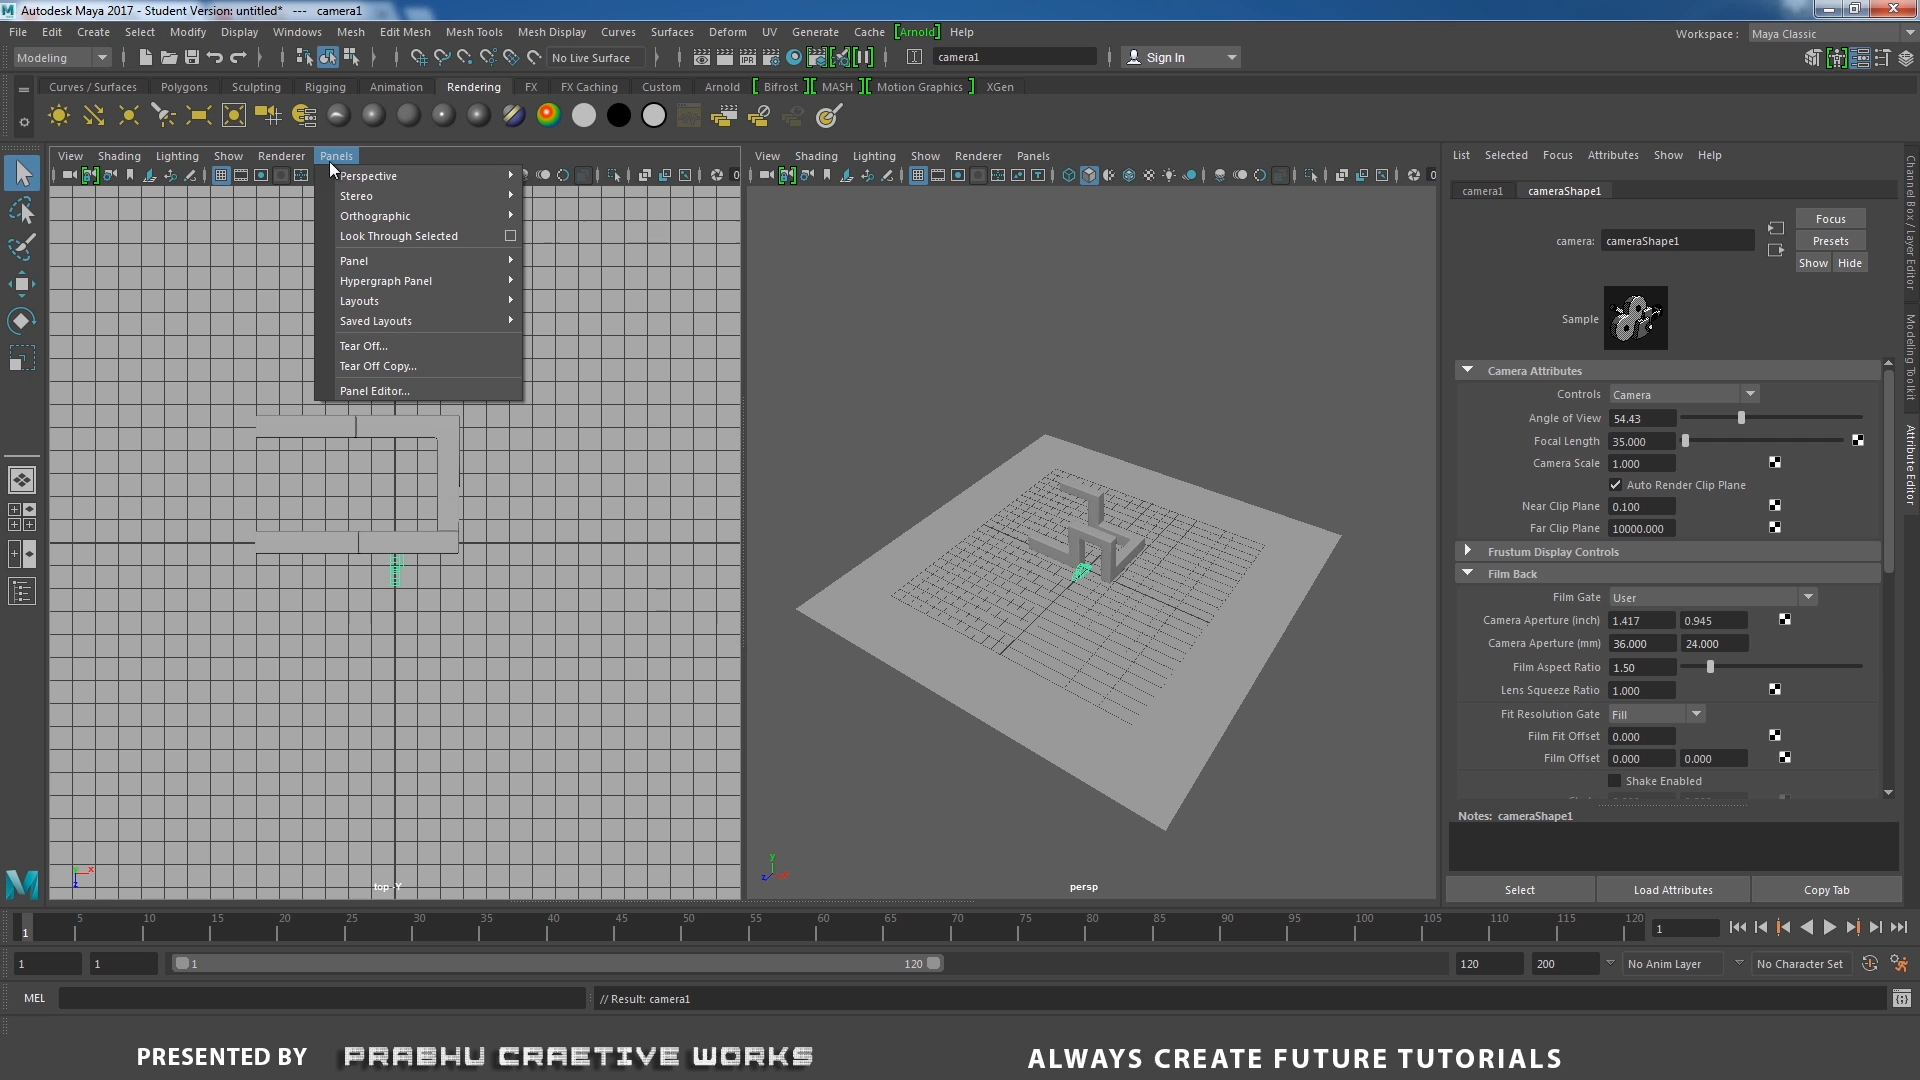 Autodesk Maya 2017 - Student Version: untitled* --- camera1
File Edit Create Select Modify Display Windows Mesh Edit Mesh Mesh Tools Mesh Display Curves Surfaces Deform UV Generate Cache [Arnold] Help
Workspace : Maya Classic
Modeling
No Live Surface
camera1
Sign In
Curves / Surfaces Polygons Sculpting Rigging Animation Rendering FX FX Caching Custom Arnold Bifrost MASH Motion Graphics XGen
IPR
View Shading Lighting Show Renderer Panels
Perspective
Stereo
Orthographic
Look Through Selected
Panel
Hypergraph Panel
Layouts
Saved Layouts
Tear Off...
Tear Off Copy...
Panel Editor...
top -Y
x
z
View Shading Lighting Show Renderer Panels
persp
y
z
List Selected Focus Attributes Show Help
camera1 cameraShape1
camera: cameraShape1
Focus
Presets
Show Hide
Sample
Camera Attributes
Controls Camera
Angle of View 54.43
Focal Length 35.000
Camera Scale 1.000
Auto Render Clip Plane
Near Clip Plane 0.100
Far Clip Plane 10000.000
Frustum Display Controls
Film Back
Film Gate User
Camera Aperture (inch) 1.417 0.945
Camera Aperture (mm) 36.000 24.000
Film Aspect Ratio 1.50
Lens Squeeze Ratio 1.000
Fit Resolution Gate Fill
Film Fit Offset 0.000
Film Offset 0.000 0.000
Shake Enabled
Notes: cameraShape1
Select Load Attributes Copy Tab
Channel Box / Layer Editor
Modeling Toolkit
Attribute Editor
1 5 10 15 20 25 30 35 40 45 50 55 60 65 70 75 80 85 90 95 100 105 110 115 120 1
1 1 1 120 120 200 No Anim Layer No Character Set
MEL // Result: camera1
PRESENTED BY PRABHU CRAETIVE WORKS ALWAYS CREATE FUTURE TUTORIALS